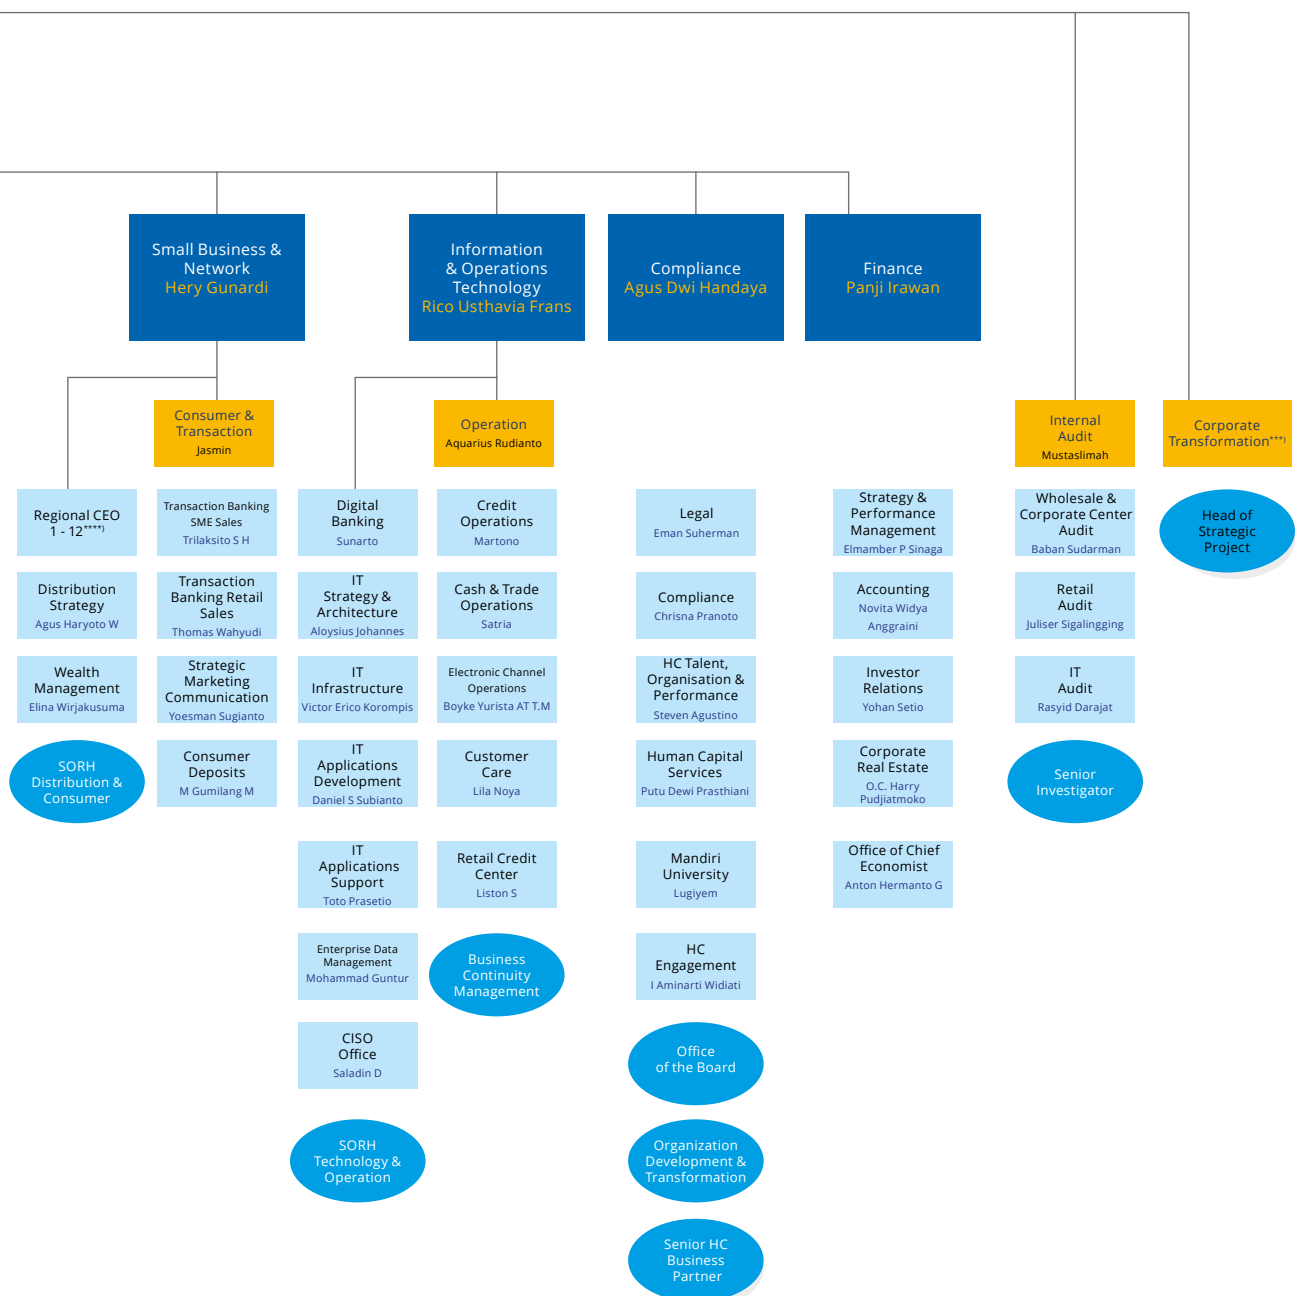 Small Business &
Network
Hery Gunardi
Information
& Operations
Technology
Rico Usthavia Frans
Compliance
Agus Dwi Handaya
Finance
Panji Irawan
Consumer &
Transaction
Jasmin
Operation
Aquarius Rudianto
Internal
Audit
Mustaslimah
Corporate
Transformation***)
Regional CEO
1 - 12****)
Distribution
Strategy
Agus Haryoto W
Wealth
Management
Elina Wirjakusuma
SORH
Distribution &
Consumer
Transaction Banking
SME Sales
Trilaksito S H
Transaction
Banking Retail
Sales
Thomas Wahyudi
Strategic
Marketing
Communication
Yoesman Sugianto
Consumer
Deposits
M Gumilang M
Digital
Banking
Sunarto
IT
Strategy &
Architecture
Aloysius Johannes
IT
Infrastructure
Victor Erico Korompis
IT
Applications
Development
Daniel S Subianto
IT
Applications
Support
Toto Prasetio
Enterprise Data
Management
Mohammad Guntur
CISO
Office
Saladin D
SORH
Technology &
Operation
Credit
Operations
Martono
Cash & Trade
Operations
Satria
Electronic Channel
Operations
Boyke Yurista AT T.M
Customer
Care
Lila Noya
Retail Credit
Center
Liston S
Business
Continuity
Management
Legal
Eman Suherman
Compliance
Chrisna Pranoto
HC Talent,
Organisation &
Performance
Steven Agustino
Human Capital
Services
Putu Dewi Prasthiani
Mandiri
University
Lugiyem
HC
Engagement
I Aminarti Widiati
Office
of the Board
Organization
Development &
Transformation
Senior HC
Business
Partner
Strategy &
Performance
Management
Elmamber P Sinaga
Accounting
Novita Widya
Anggraini
Investor
Relations
Yohan Setio
Corporate
Real Estate
O.C. Harry
Pudjiatmoko
Office of Chief
Economist
Anton Hermanto G
Wholesale &
Corporate Center
Audit
Baban Sudarman
Retail
Audit
Juliser Sigalingging
IT
Audit
Rasyid Darajat
Senior
Investigator
Head of
Strategic
Project